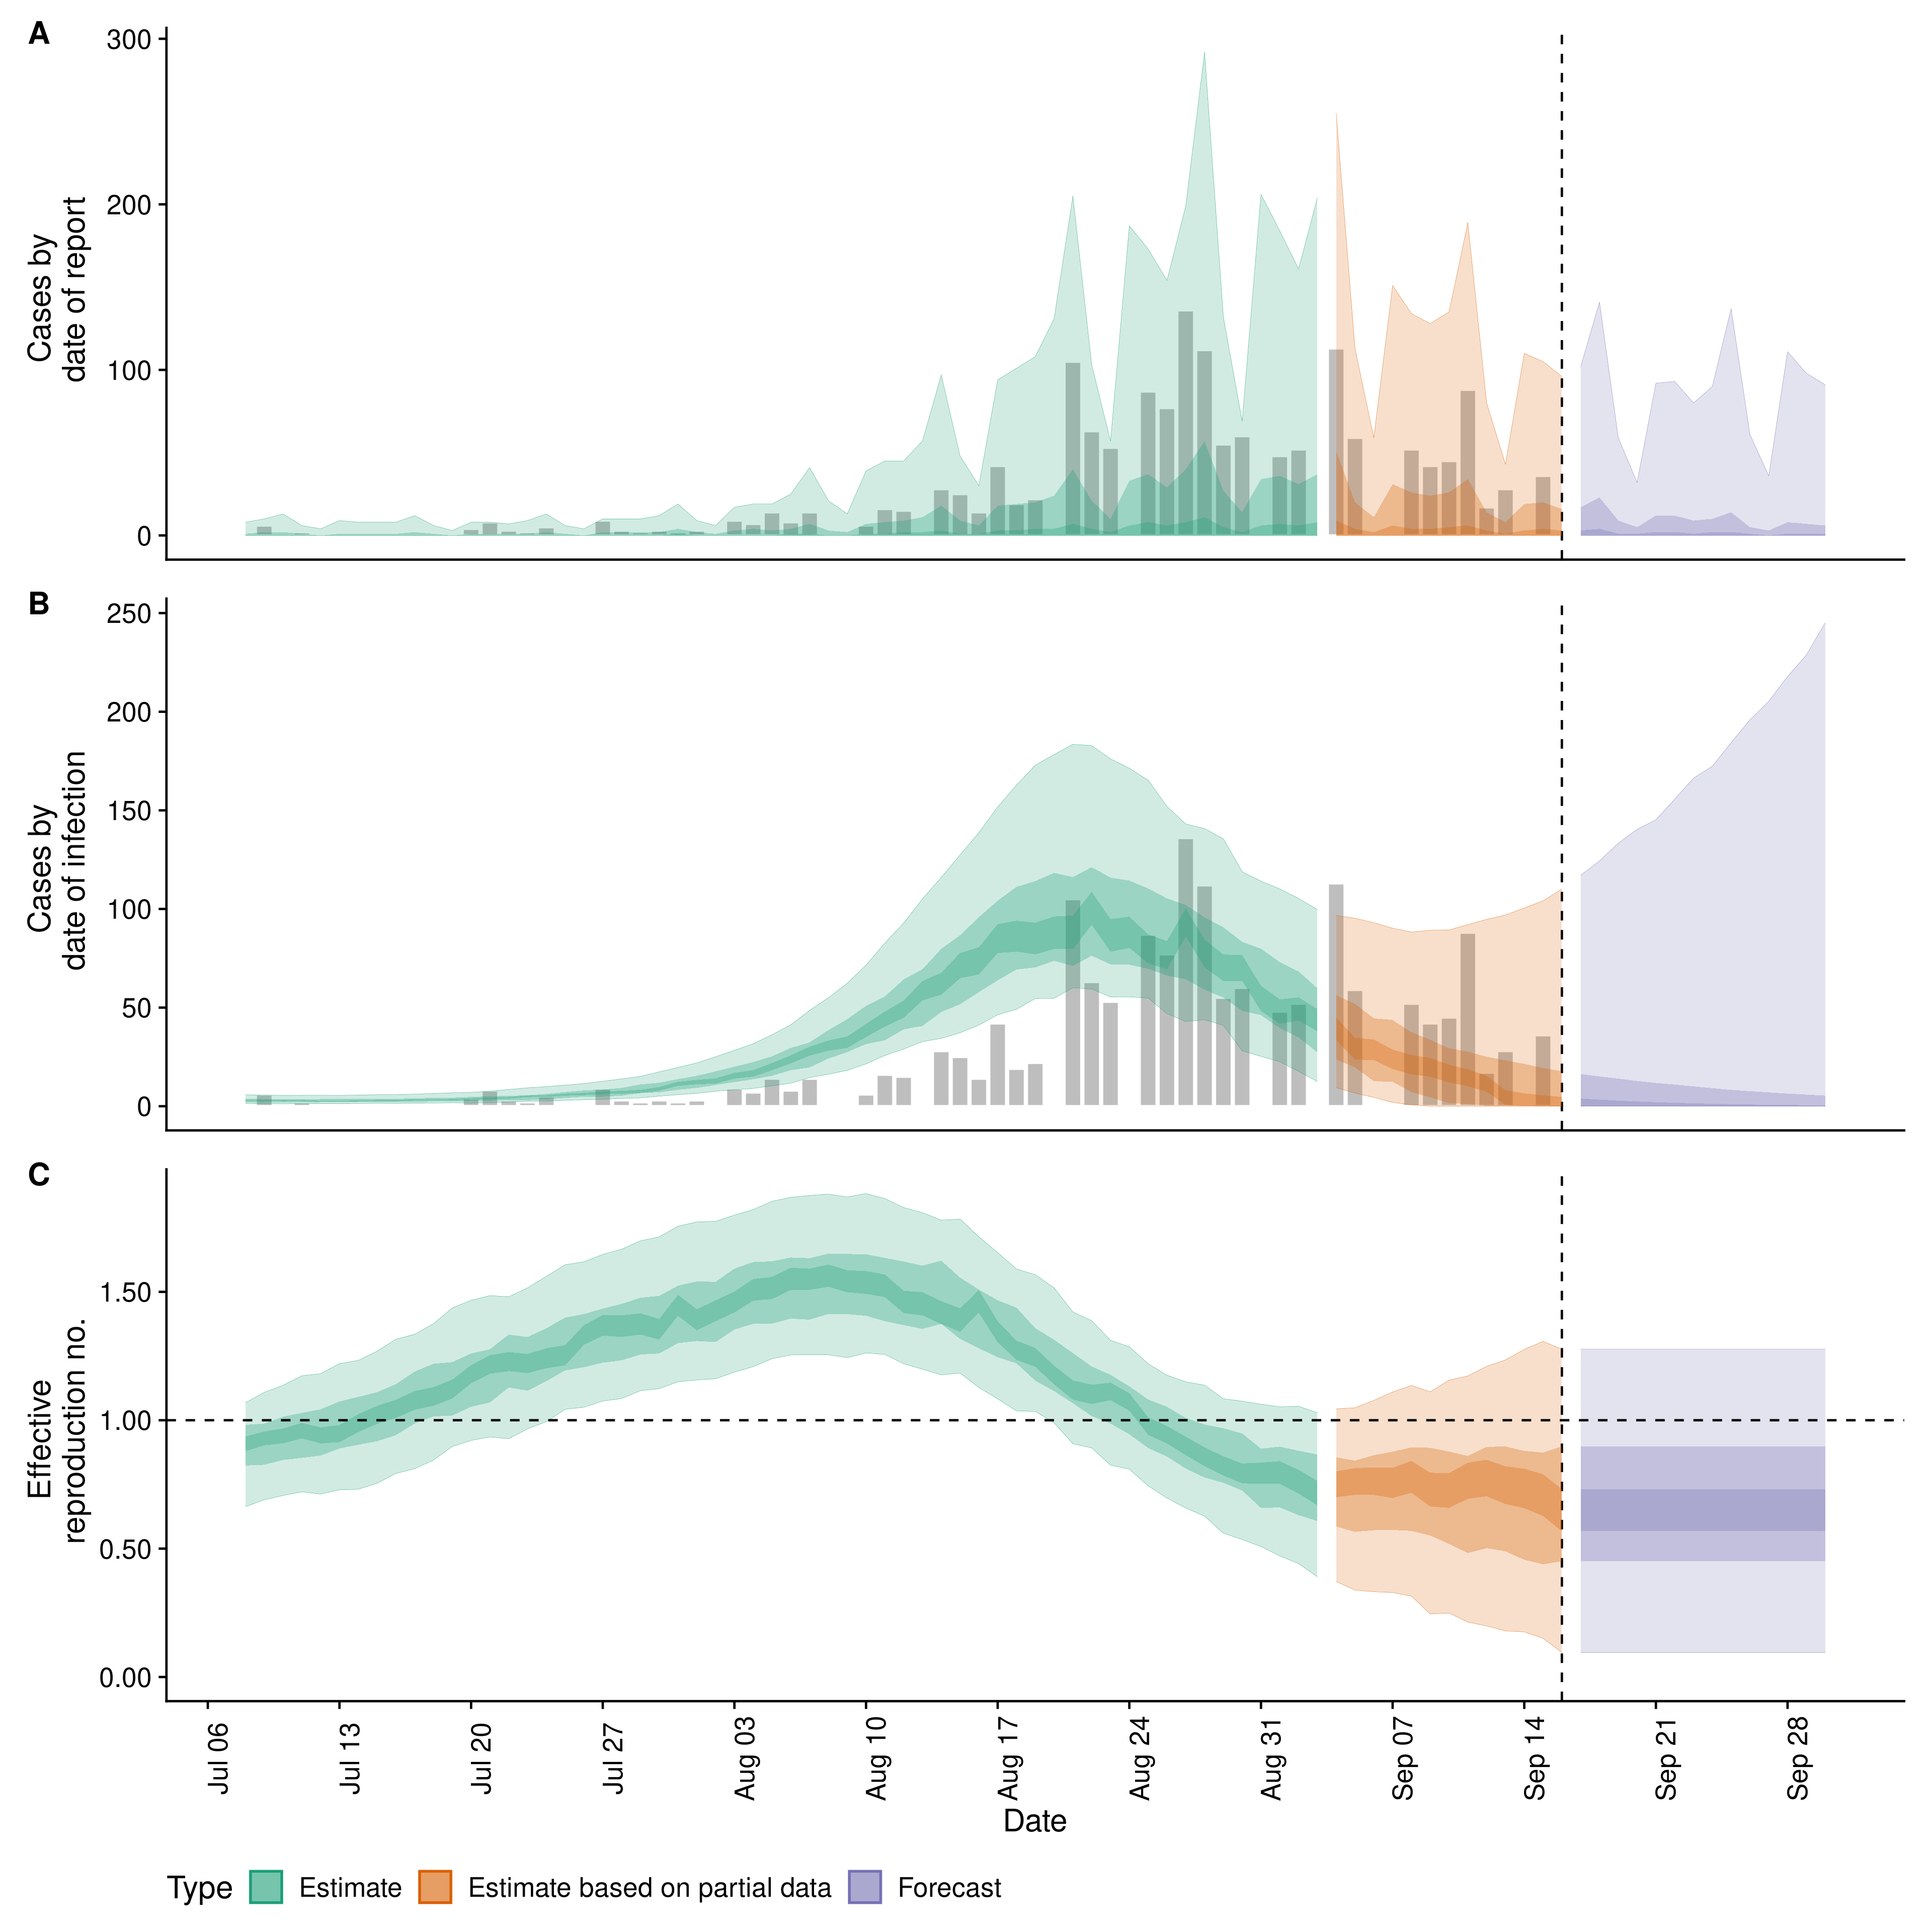 A
300
200
100
0
Cases by
date of report
B
250
200
150
100
50
0
Cases by
date of infection
C
1.50
1.00
0.50
0.00
Effective
reproduction no.
Jul 06
Jul 13
Jul 20
Jul 27
Aug 03
Aug 10
Aug 17
Aug 24
Aug 31
Sep 07
Sep 14
Sep 21
Sep 28
Date
Type Estimate Estimate based on partial data Forecast